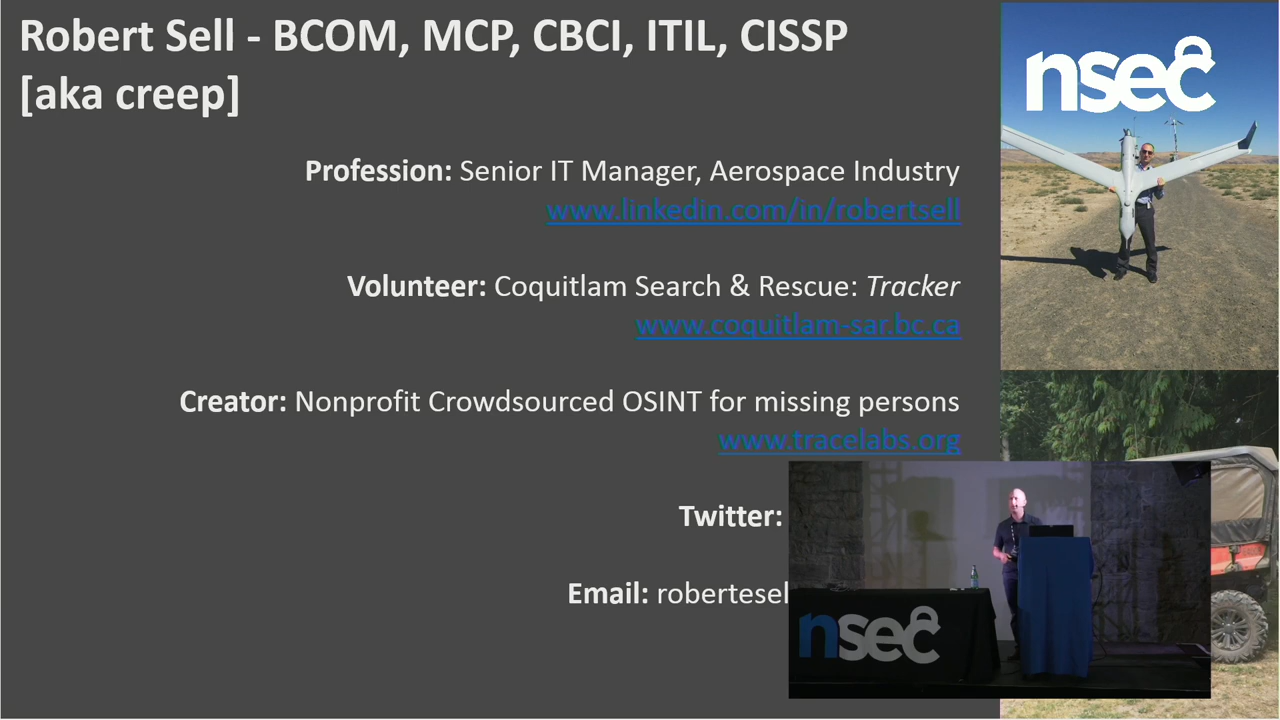 Robert Sell - BCOM, MCP, CBCI, ITIL, CISSP
[aka creep]
nsec
Profession: Senior IT Manager, Aerospace Industry
www.linkedin.com/in/robertsell
Volunteer: Coquitlam Search & Rescue: Tracker
www.coquitlam-sar.bc.ca
Creator: Nonprofit Crowdsourced OSINT for missing persons
www.tracelabs.org
Twitter:
Email: robertesel
nsec